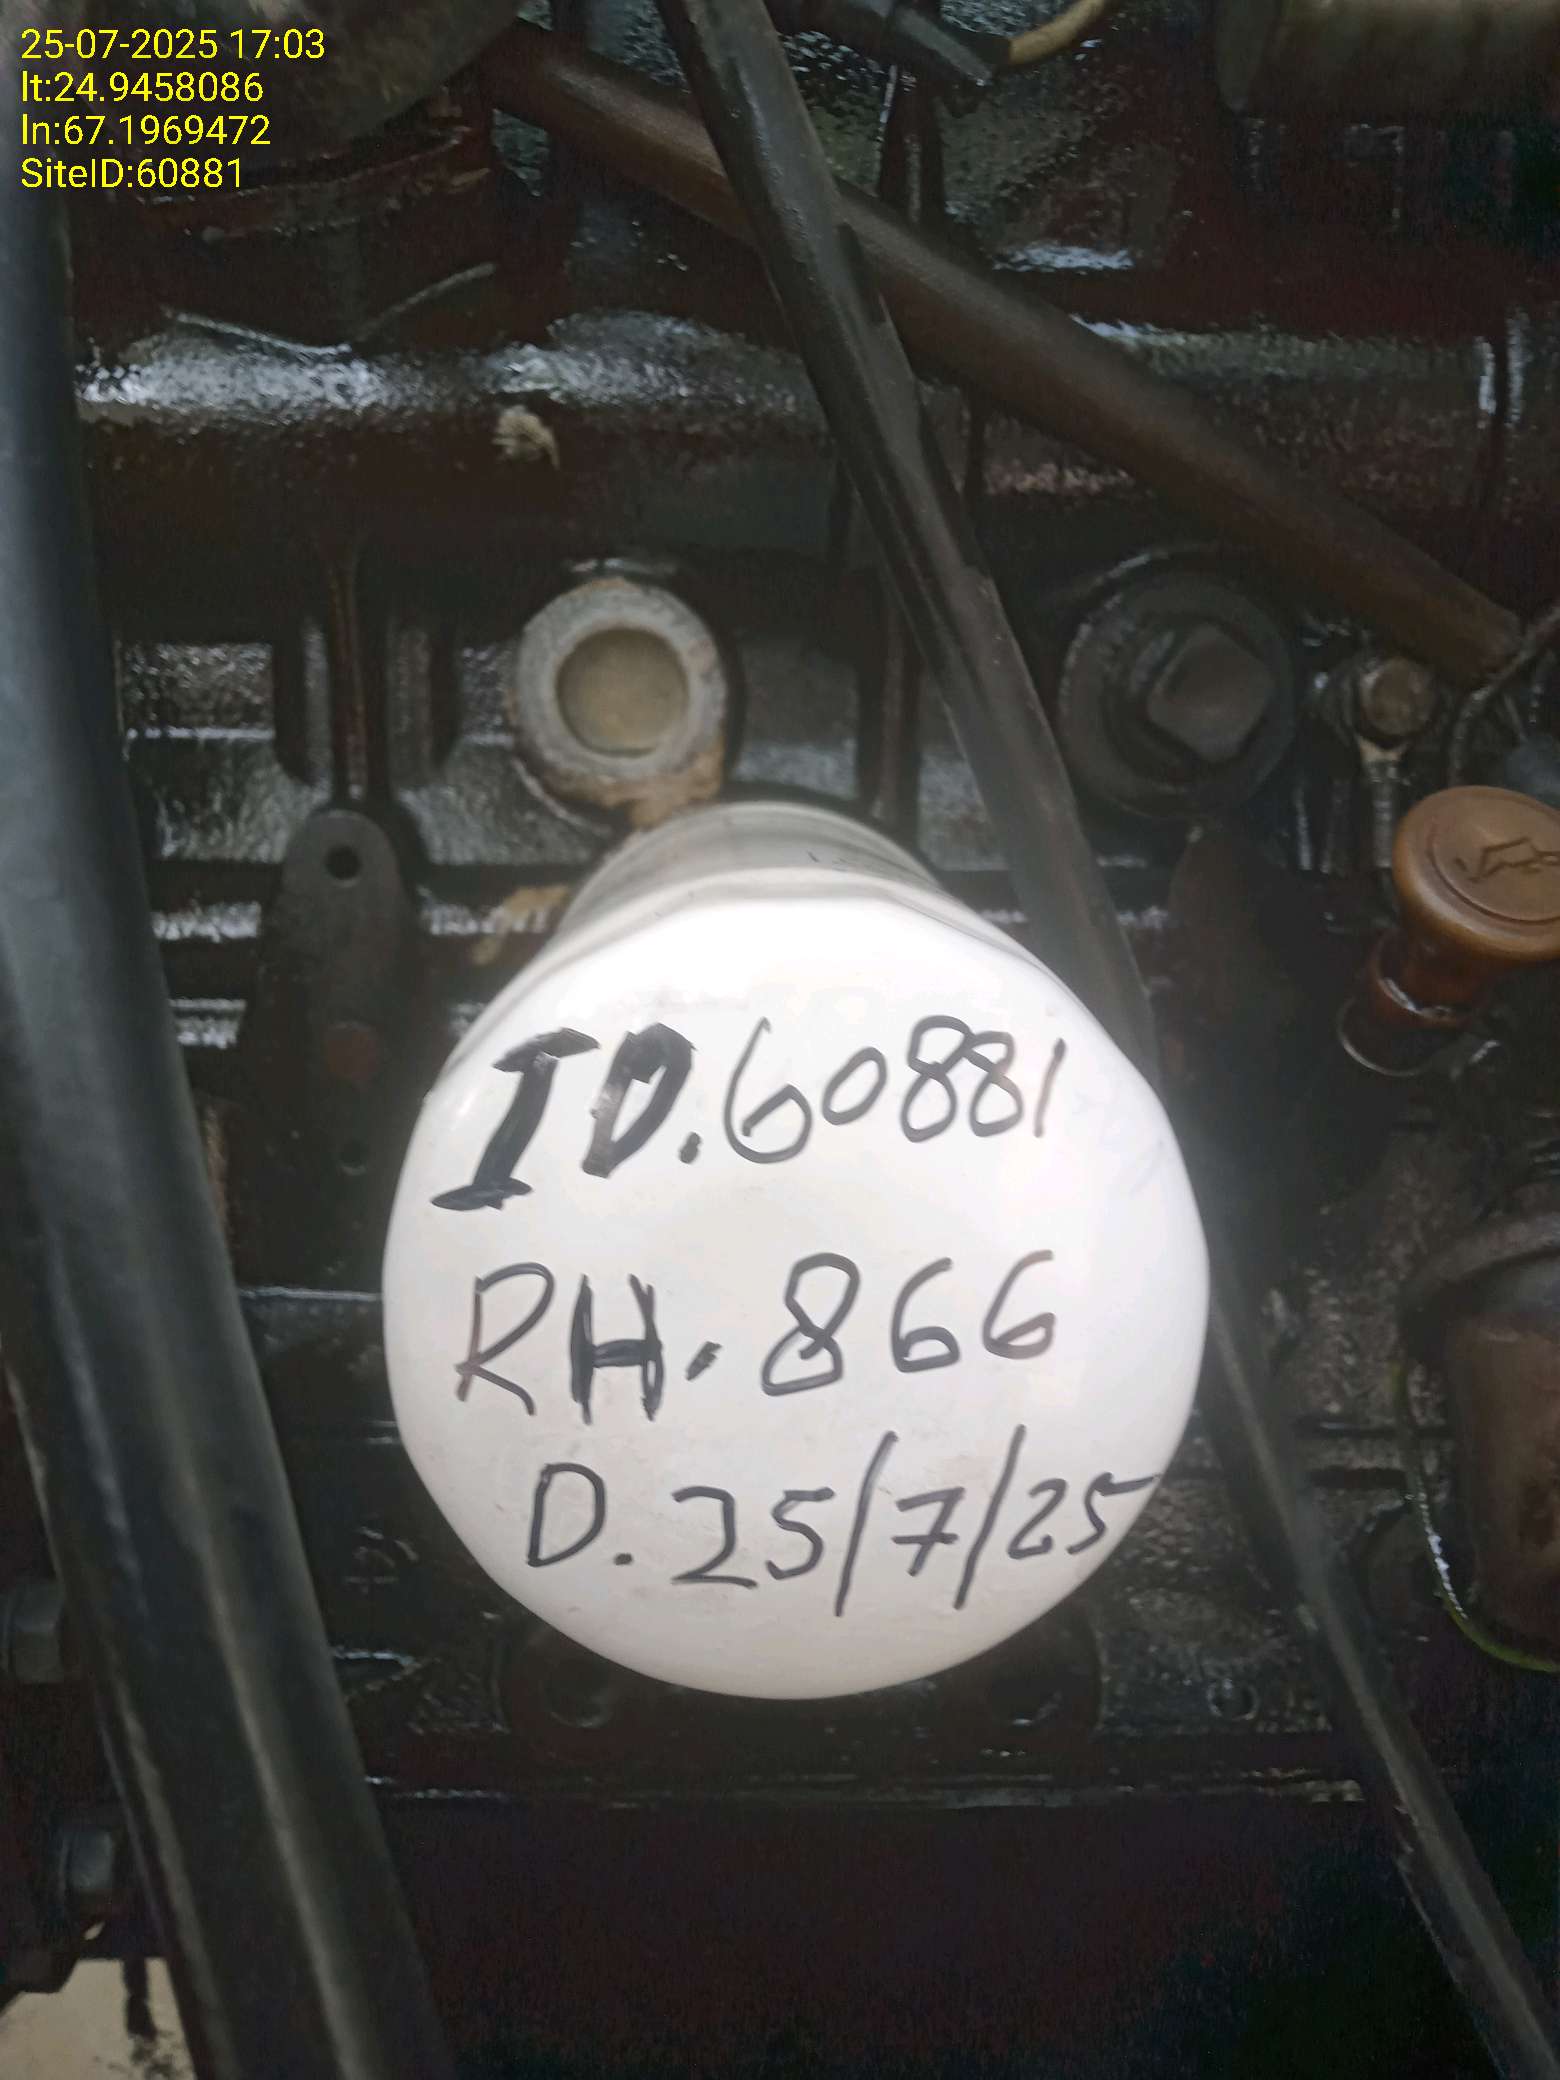 25-07-2025 17:03
lt:24.9458086
ln:67.1969472
SiteID:60881
ID.60881
RH.866
D.25/7/25